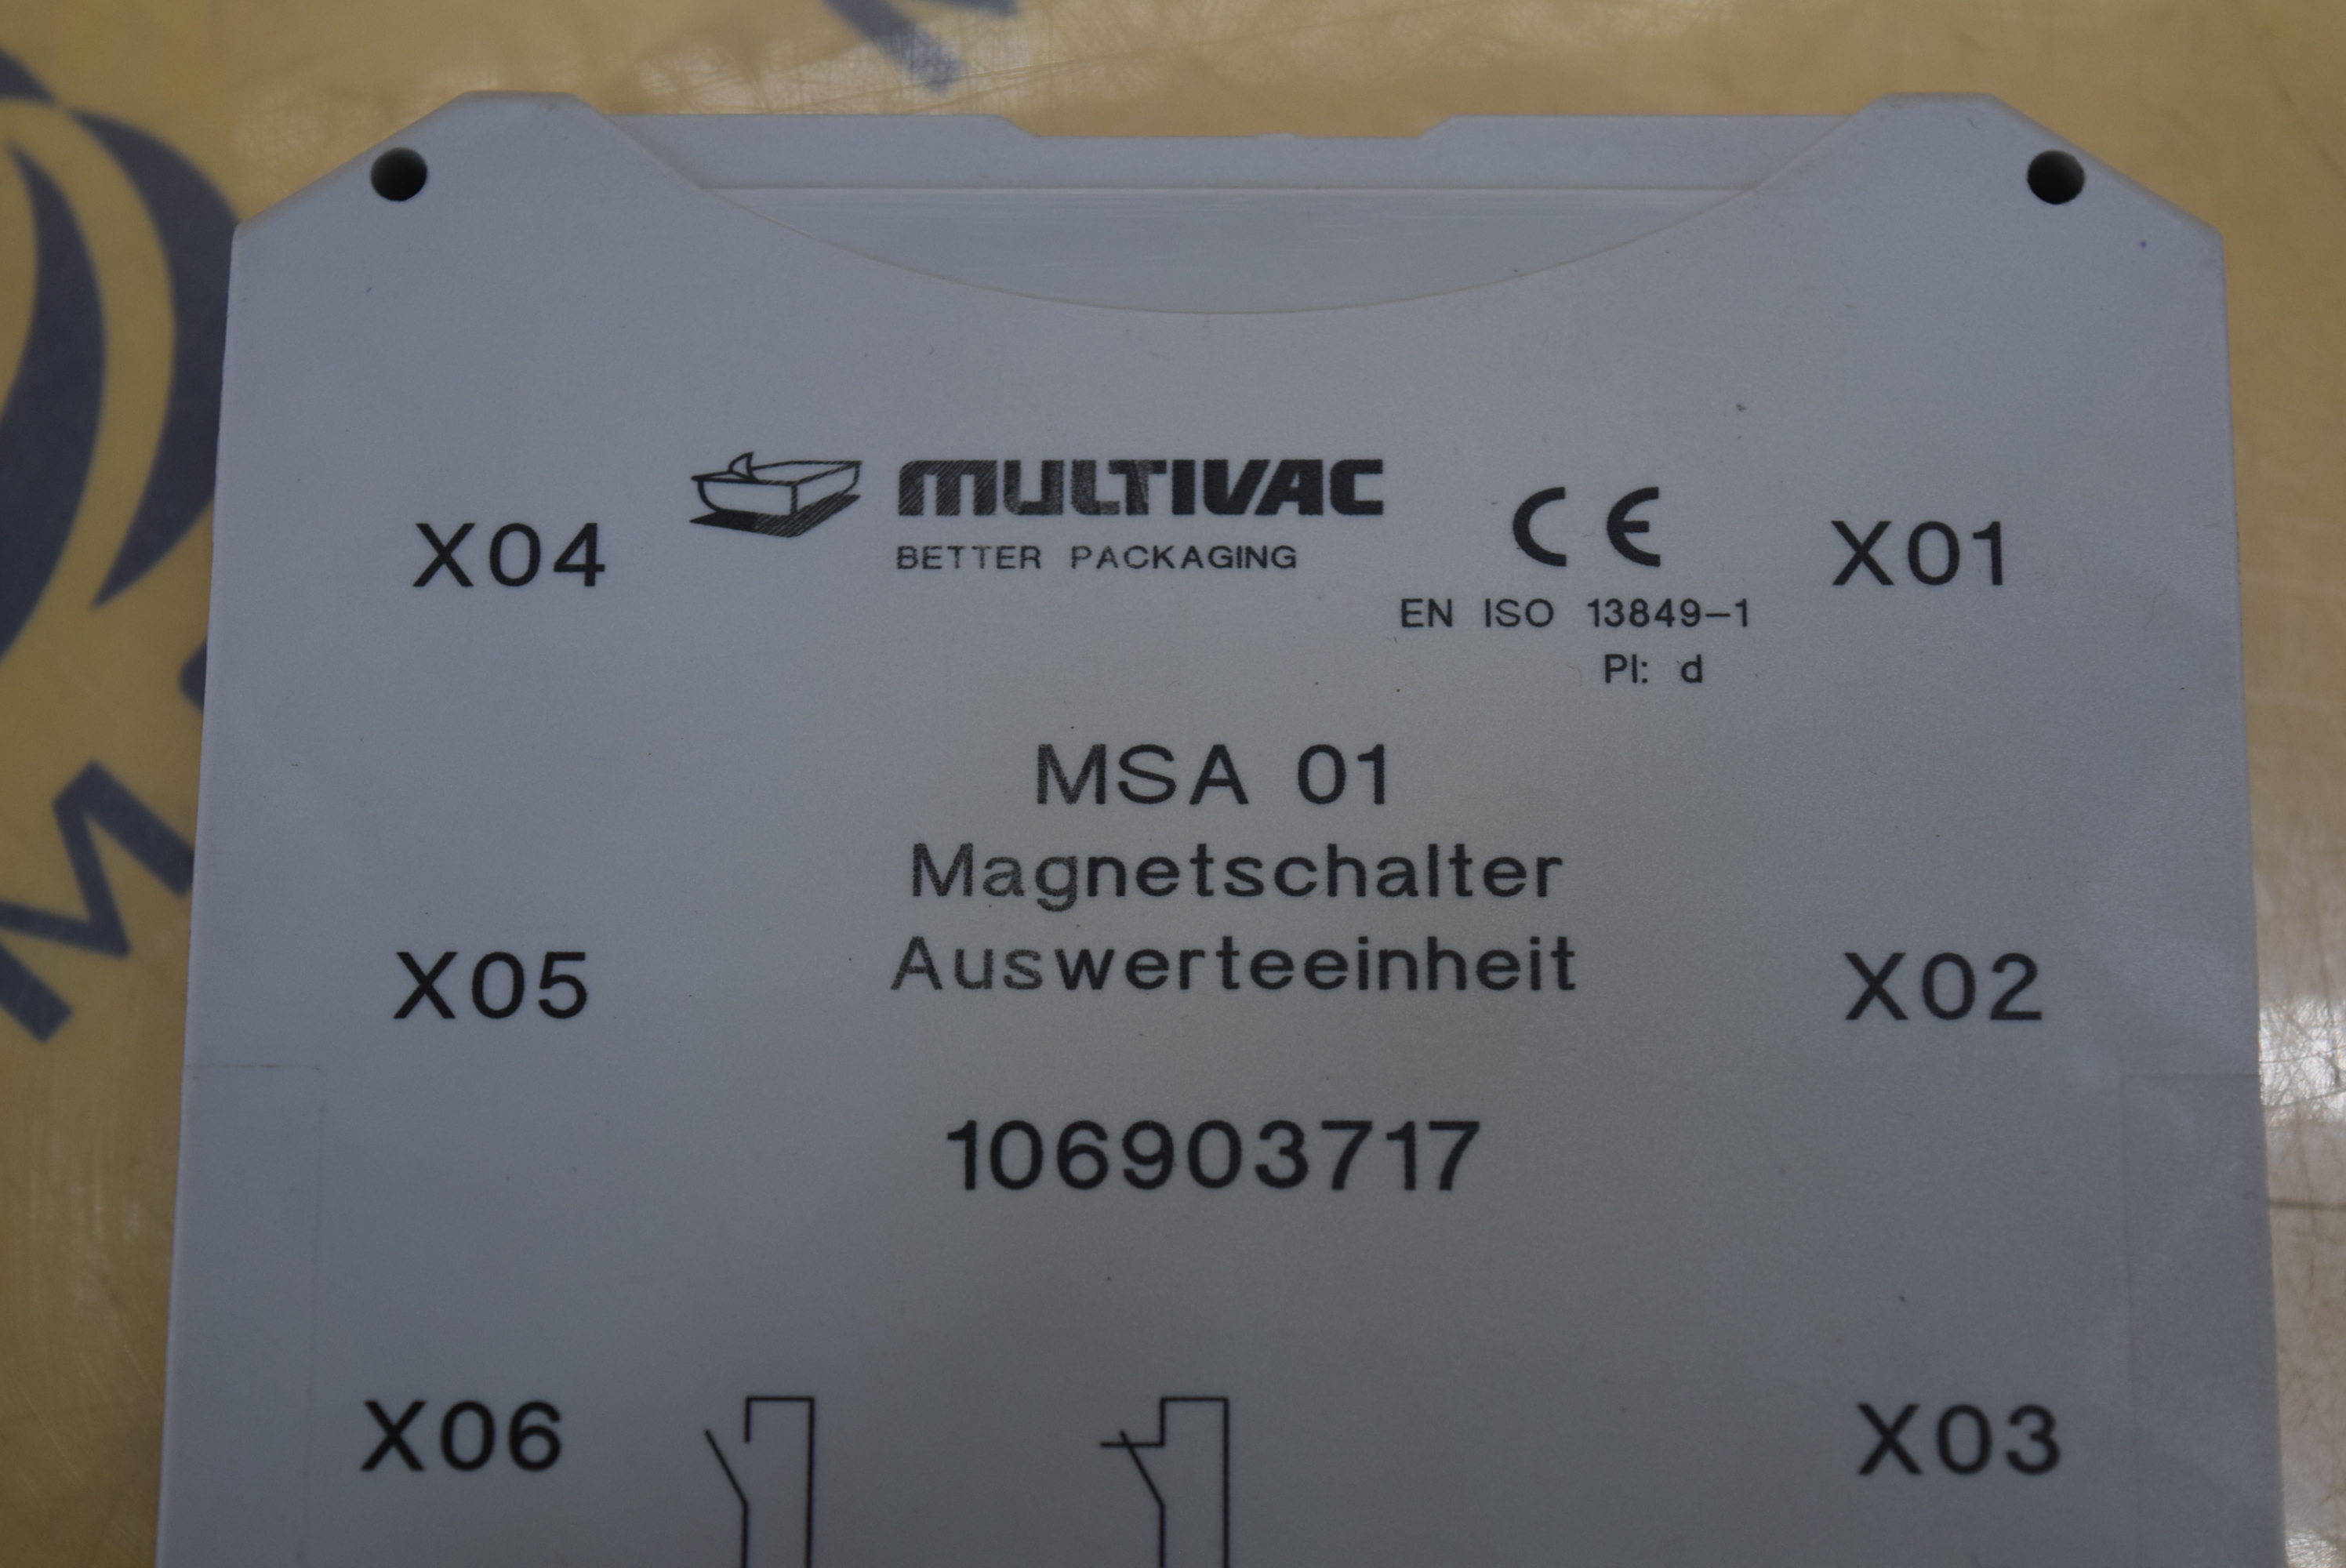 MULTIVAC
BETTER PACKAGING
CE
X04
X01
EN ISO 13849-1
Pl: d
MSA 01
Magnetschalter
Auswerteeinheit
X05
X02
106903717
X06
X03